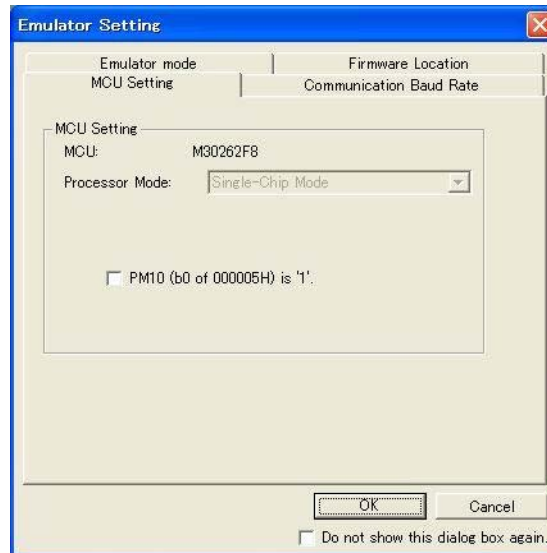 Emulator Setting
Emulator mode
Firmware Location
MCU Setting
Communication Baud Rate
MCU Setting
MCU: M30262F8
Processor Mode: Single-Chip Mode
PM10 (b0 of 000005H) is '1'.
OK Cancel
Do not show this dialog box again.